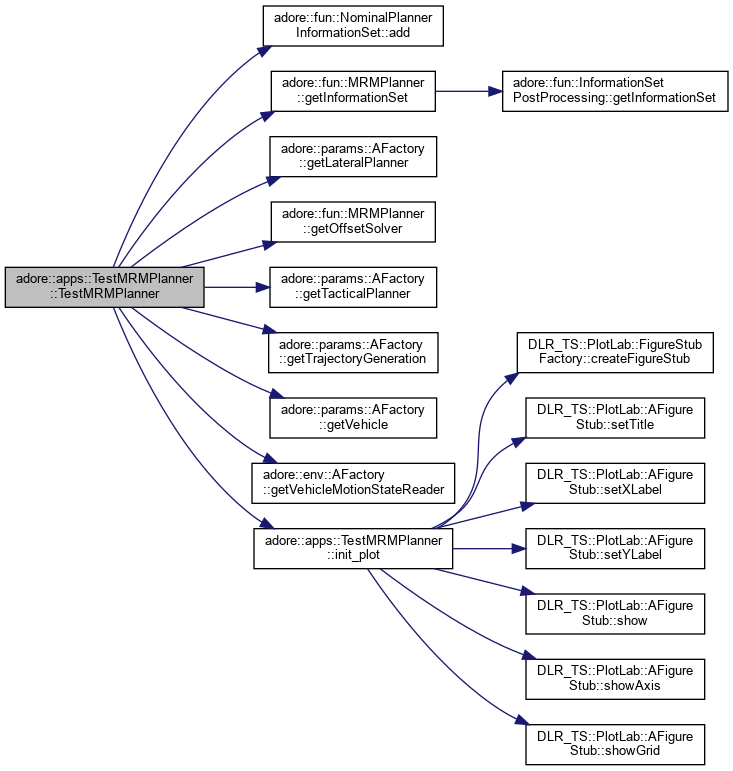 adore::apps::TestMRMPlanner
::TestMRMPlanner
adore::fun::NominalPlanner
InformationSet::add
adore::fun::MRMPlanner
::getInformationSet
adore::fun::InformationSet
PostProcessing::getInformationSet
adore::params::AFactory
::getLateralPlanner
adore::fun::MRMPlanner
::getOffsetSolver
adore::params::AFactory
::getTacticalPlanner
adore::params::AFactory
::getTrajectoryGeneration
adore::params::AFactory
::getVehicle
adore::env::AFactory
::getVehicleMotionStateReader
adore::apps::TestMRMPlanner
::init_plot
DLR_TS::PlotLab::FigureStub
Factory::createFigureStub
DLR_TS::PlotLab::AFigure
Stub::setTitle
DLR_TS::PlotLab::AFigure
Stub::setXLabel
DLR_TS::PlotLab::AFigure
Stub::setYLabel
DLR_TS::PlotLab::AFigure
Stub::show
DLR_TS::PlotLab::AFigure
Stub::showAxis
DLR_TS::PlotLab::AFigure
Stub::showGrid